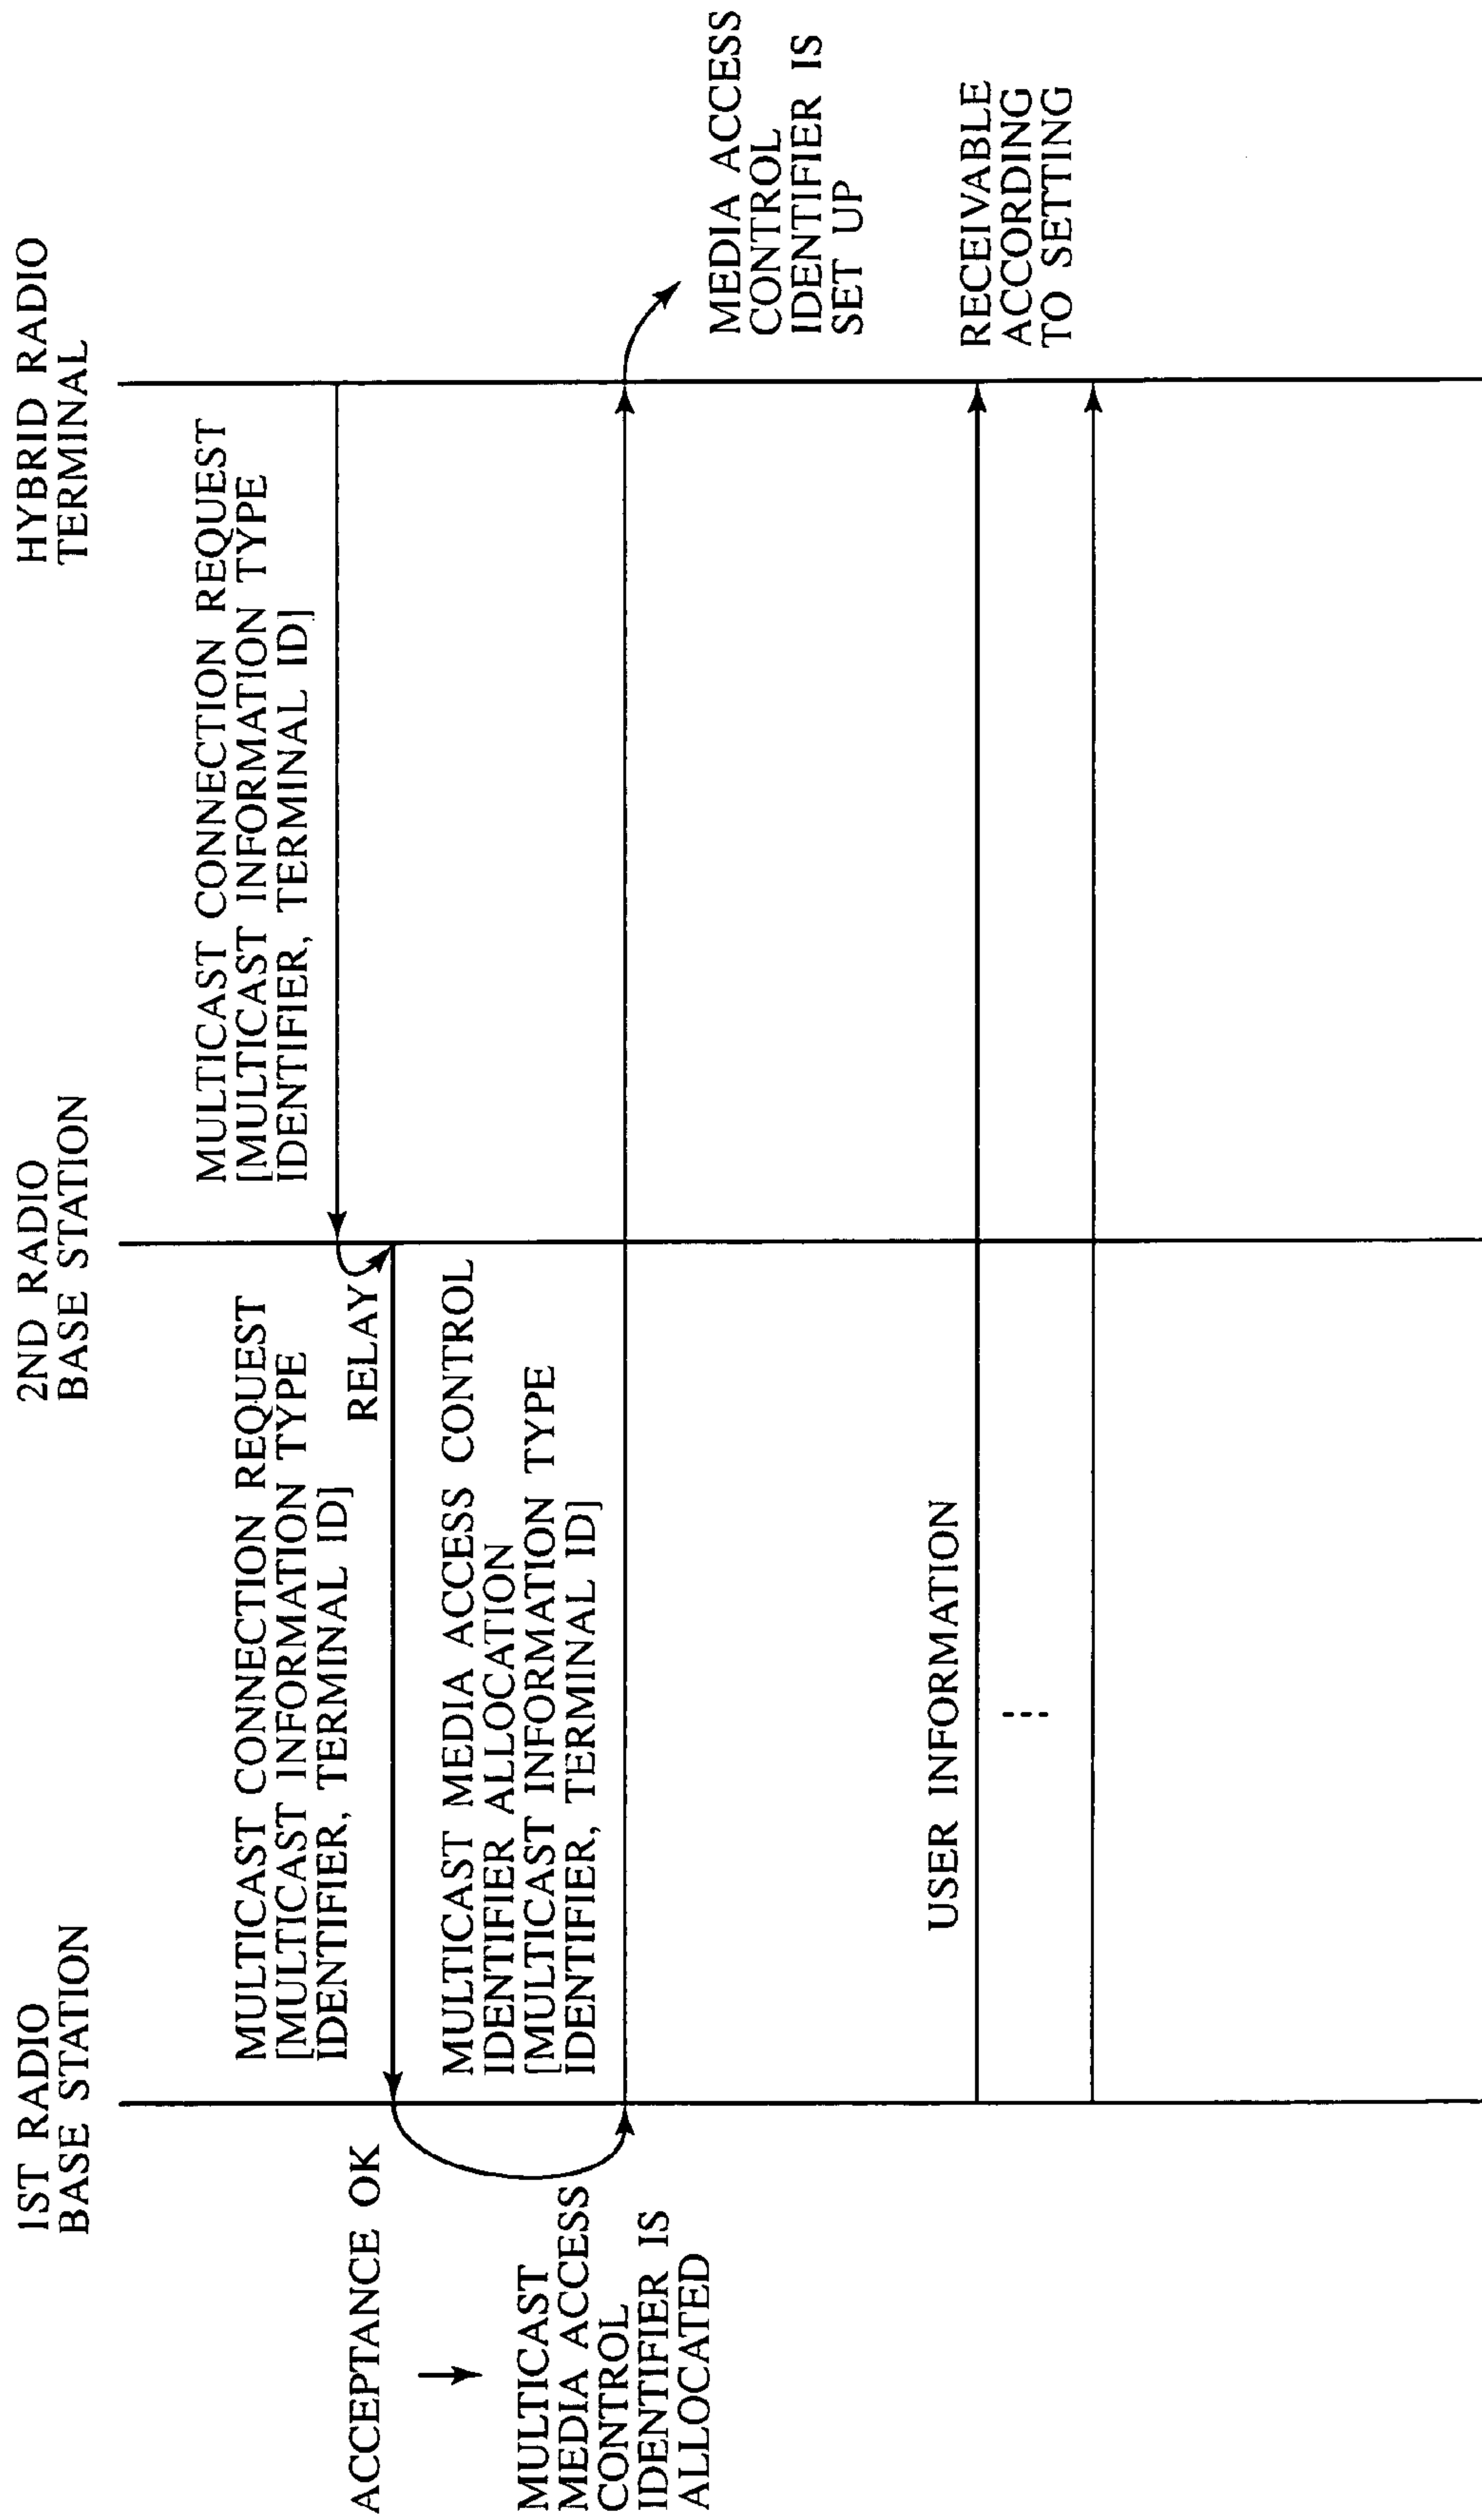 1ST RADIO
BASE STATION
2ND RADIO
BASE STATION
HYBRID RADIO
TERMINAL
MULTICAST CONNECTION REQUEST
[MULTICAST INFORMATION TYPE
IDENTIFIER, TERMINAL ID]
MULTICAST CONNECTION REQUEST
[MULTICAST INFORMATION TYPE
IDENTIFIER, TERMINAL ID]
RELAY
ACCEPTANCE OK
MULTICAST
MEDIA ACCESS
CONTROL
IDENTIFIER IS
ALLOCATED
MULTICAST MEDIA ACCESS CONTROL
IDENTIFIER ALLOCATION
[MULTICAST INFORMATION TYPE
IDENTIFIER, TERMINAL ID]
MEDIA ACCESS
CONTROL
IDENTIFIER IS
SET UP
USER INFORMATION
RECEIVABLE
ACCORDING
TO SETTING